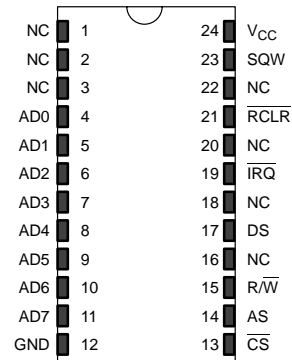 NC 1 24 VCC
NC 2 23 SQW
NC 3 22 NC
AD0 4 21 RCLR
AD1 5 20 NC
AD2 6 19 IRQ
AD3 7 18 NC
AD4 8 17 DS
AD5 9 16 NC
AD6 10 15 R/W
AD7 11 14 AS
GND 12 13 CS